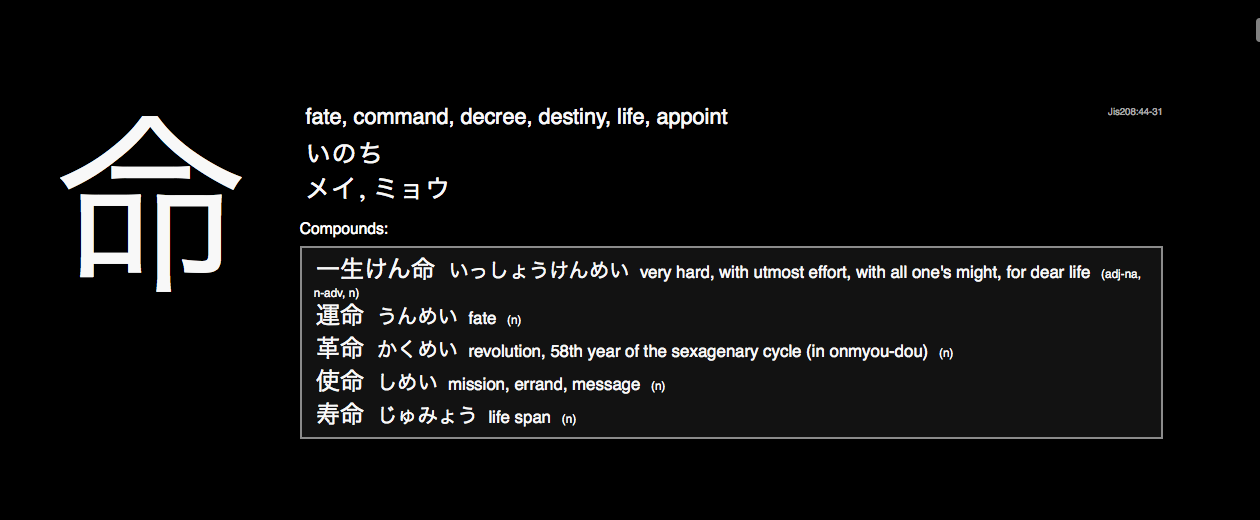 命
fate, command, decree, destiny, life, appoint
Jis208:44-31
いのち
メイ, ミョウ
Compounds:
一生けん命 いっしょうけんめい very hard, with utmost effort, with all one's might, for dear life (adj-na,
n-adv, n)
運命 うんめい fate (n)
革命 かくめい revolution, 58th year of the sexagenary cycle (in onmyou-dou) (n)
使命 しめい mission, errand, message (n)
寿命 じゅみょう life span (n)